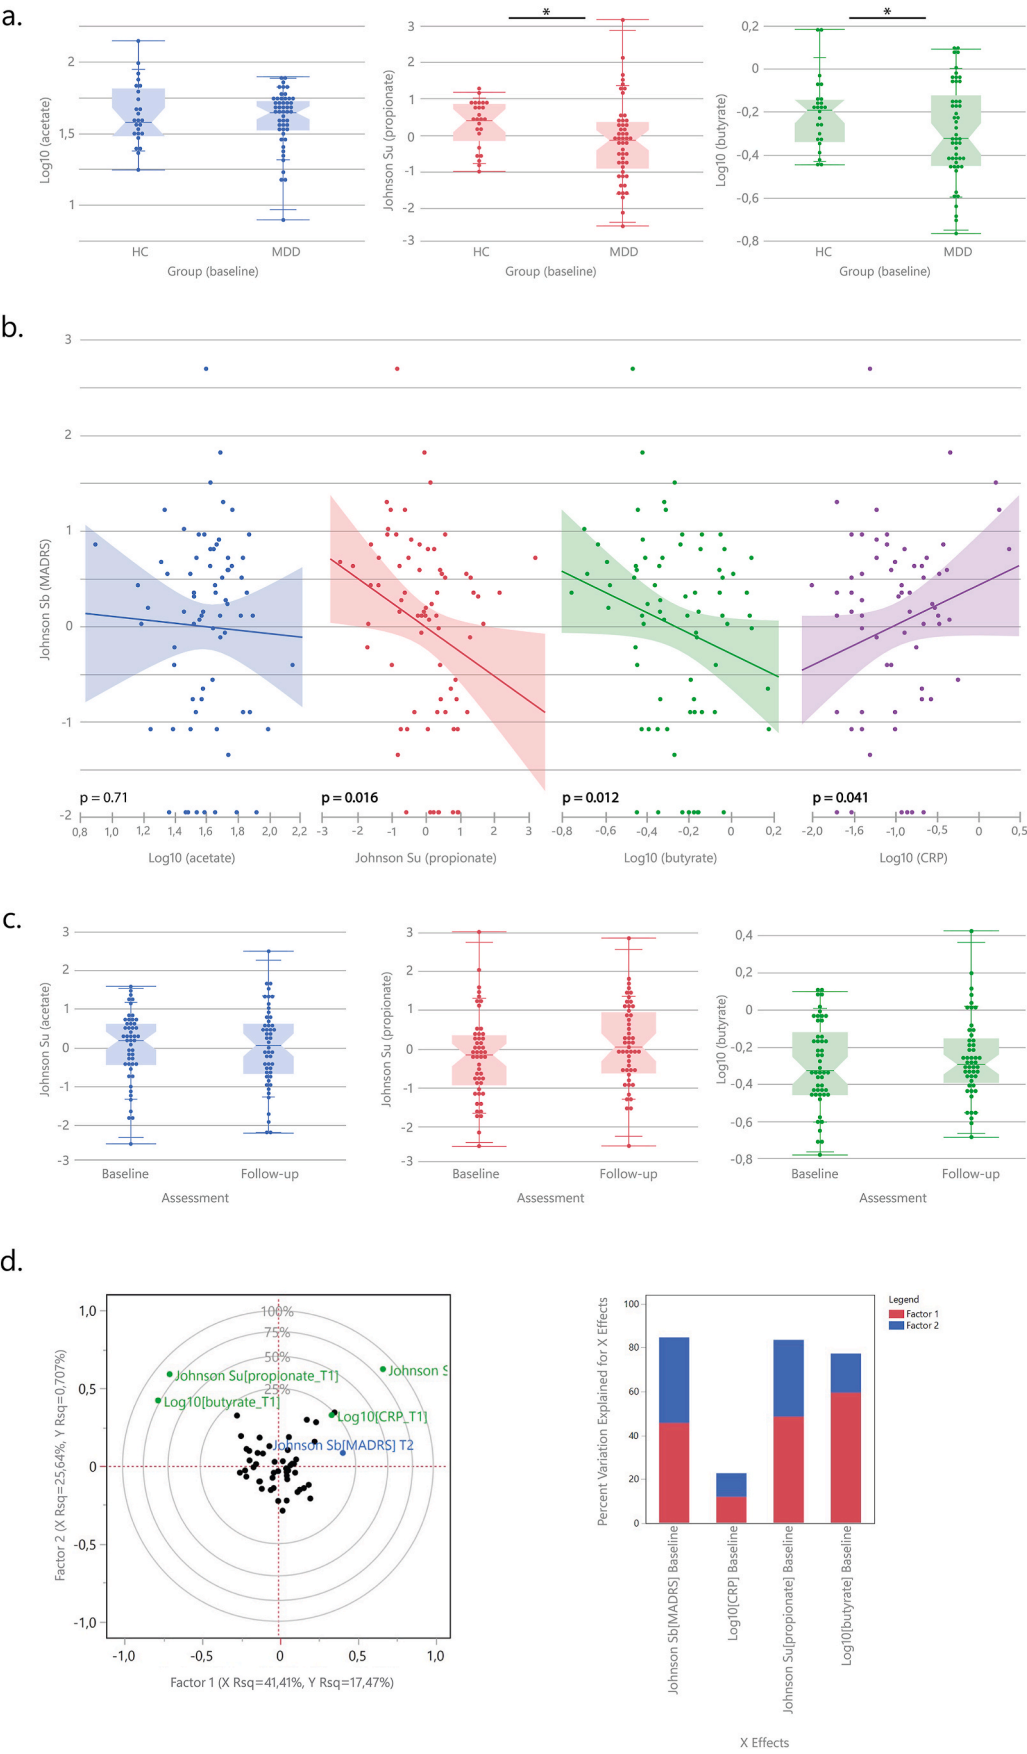 a.
Log10 (acetate)
2
1,5
1
HC MDD
Group (baseline)
*
Johnson Su (propionate)
3
2
1
0
-1
-2
-3
HC MDD
Group (baseline)
*
Log10 (butyrate)
0,2
0
-0,2
-0,4
-0,6
-0,8
HC MDD
Group (baseline)
b.
Johnson Sb (MADRS)
3
2
1
0
-1
-2
p = 0.71
p = 0.016
p = 0.012
p = 0.041
0,8 1,0 1,2 1,4 1,6 1,8 2,0 2,2
Log10 (acetate)
-3 -2 -1 0 1 2 3
Johnson Su (propionate)
-0,8 -0,6 -0,4 -0,2 0 0,2
Log10 (butyrate)
-2,0 -1,5 -1,0 -0,5 0 0,5
Log10 (CRP)
c.
Johnson Su (acetate)
3
2
1
0
-1
-2
-3
Baseline Follow-up
Assessment
Johnson Su (propionate)
3
2
1
0
-1
-2
-3
Baseline Follow-up
Assessment
Log10 (butyrate)
0,4
0,2
0
-0,2
-0,4
-0,6
-0,8
Baseline Follow-up
Assessment
d.
Factor 2 (X Rsq=25,64%, Y Rsq=0,707%)
1,0
0,5
0
-0,5
-1,0
100%
75%
50%
25%
Johnson Su[propionate_T1]
Johnson S
Log10[butyrate_T1]
Log10[CRP_T1]
Johnson Sb[MADRS] T2
-1,0 -0,5 0 0,5 1,0
Factor 1 (X Rsq=41,41%, Y Rsq=17,47%)
Percent Variation Explained for X Effects
100
80
60
40
20
0
Legend
Factor 1
Factor 2
Johnson Sb[MADRS] Baseline
Log10[CRP] Baseline
Johnson Su[propionate] Baseline
Log10[butyrate] Baseline
X Effects